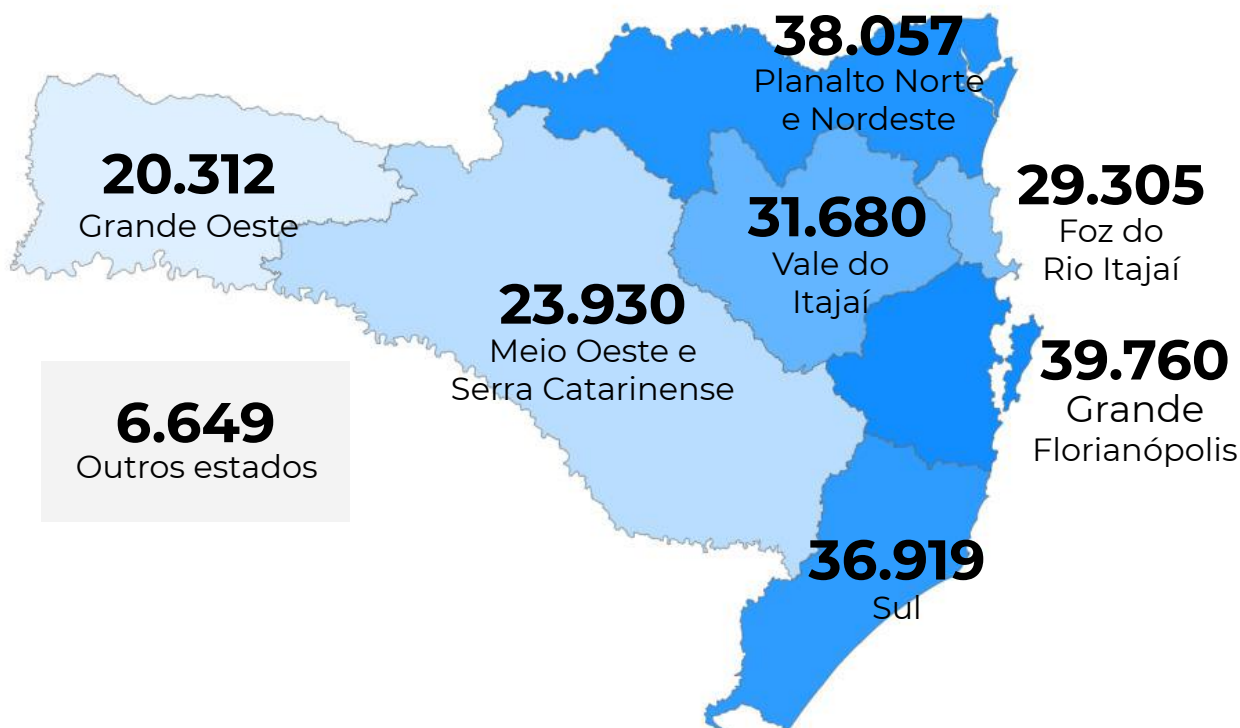 38.057
Planalto Norte
e Nordeste
20.312
Grande Oeste
31.680
Vale do
Itajaí
29.305
Foz do
Rio Itajaí
23.930
Meio Oeste e
Serra Catarinense
39.760
Grande
Florianópolis
6.649
Outros estados
36.919
Sul